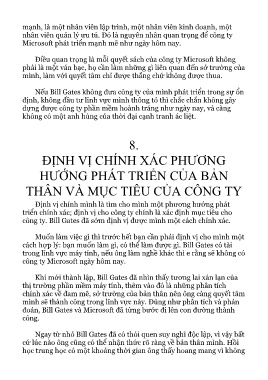 mạnh, là một nhân viên lập trình, một nhân viên kinh doanh, một
nhân viên quản lý ưu tú. Đó là nguyên nhân quan trọng để công ty
Microsoft phát triển mạnh mẽ như ngày hôm nay.
Điều quan trọng là mỗi quyết sách của công ty Microsoft không
phải là một ván bạc, họ cần làm những gì liên quan đến sở trường của
mình, làm với quyết tâm chỉ được thắng chứ không được thua.
Nếu Bill Gates không đưa công ty của mình phát triển trong sự ổn
định, không đầu tư lĩnh vực mình thông tỏ thì chắc chắn không gây
dựng được công ty phần mềm hoành tráng như ngày nay, và càng
không có một anh hùng của thời đại cạnh tranh ác liệt.
8.
ĐỊNH VỊ CHÍNH XÁC PHƯƠNG
HƯỚNG PHÁT TRIỂN CỦA BẢN
THÂN VÀ MỤC TIÊU CỦA CÔNG TY
Định vị chính mình là tìm cho mình một phương hướng phát
triển chính xác; định vị cho công ty chính là xác định mục tiêu cho
công ty. Bill Gates đã sớm định vị được mình một cách chính xác.
Muốn làm việc gì thì trước hết bạn cần phải định vị cho mình một
cách hợp lý: bạn muốn làm gì, có thể làm được gì. Bill Gates có tài
trong lĩnh vực máy tính, nếu ông làm nghề khác thì e rằng sẽ không có
công ty Microsoft ngày hôm nay.
Khi mới thành lập, Bill Gates đã nhìn thấy tương lai xán lạn của
thị trường phần mềm máy tính, thêm vào đó là những phân tích
chính xác về đam mê, sở trường của bản thân nên ông càng quyết tâm
mình sẽ thành công trong lĩnh vực này. Đúng như phân tích và phán
đoán, Bill Gates và Microsoft đã từng bước đi lên con đường thành
công.
Ngay từ nhỏ Bill Gates đã có thói quen suy nghĩ độc lập, vì vậy bất
cứ lúc nào ông cũng có thể nhận thức rõ ràng về bản thân mình. Hồi
học trung học có một khoảng thời gian ông thấy hoang mang vì không